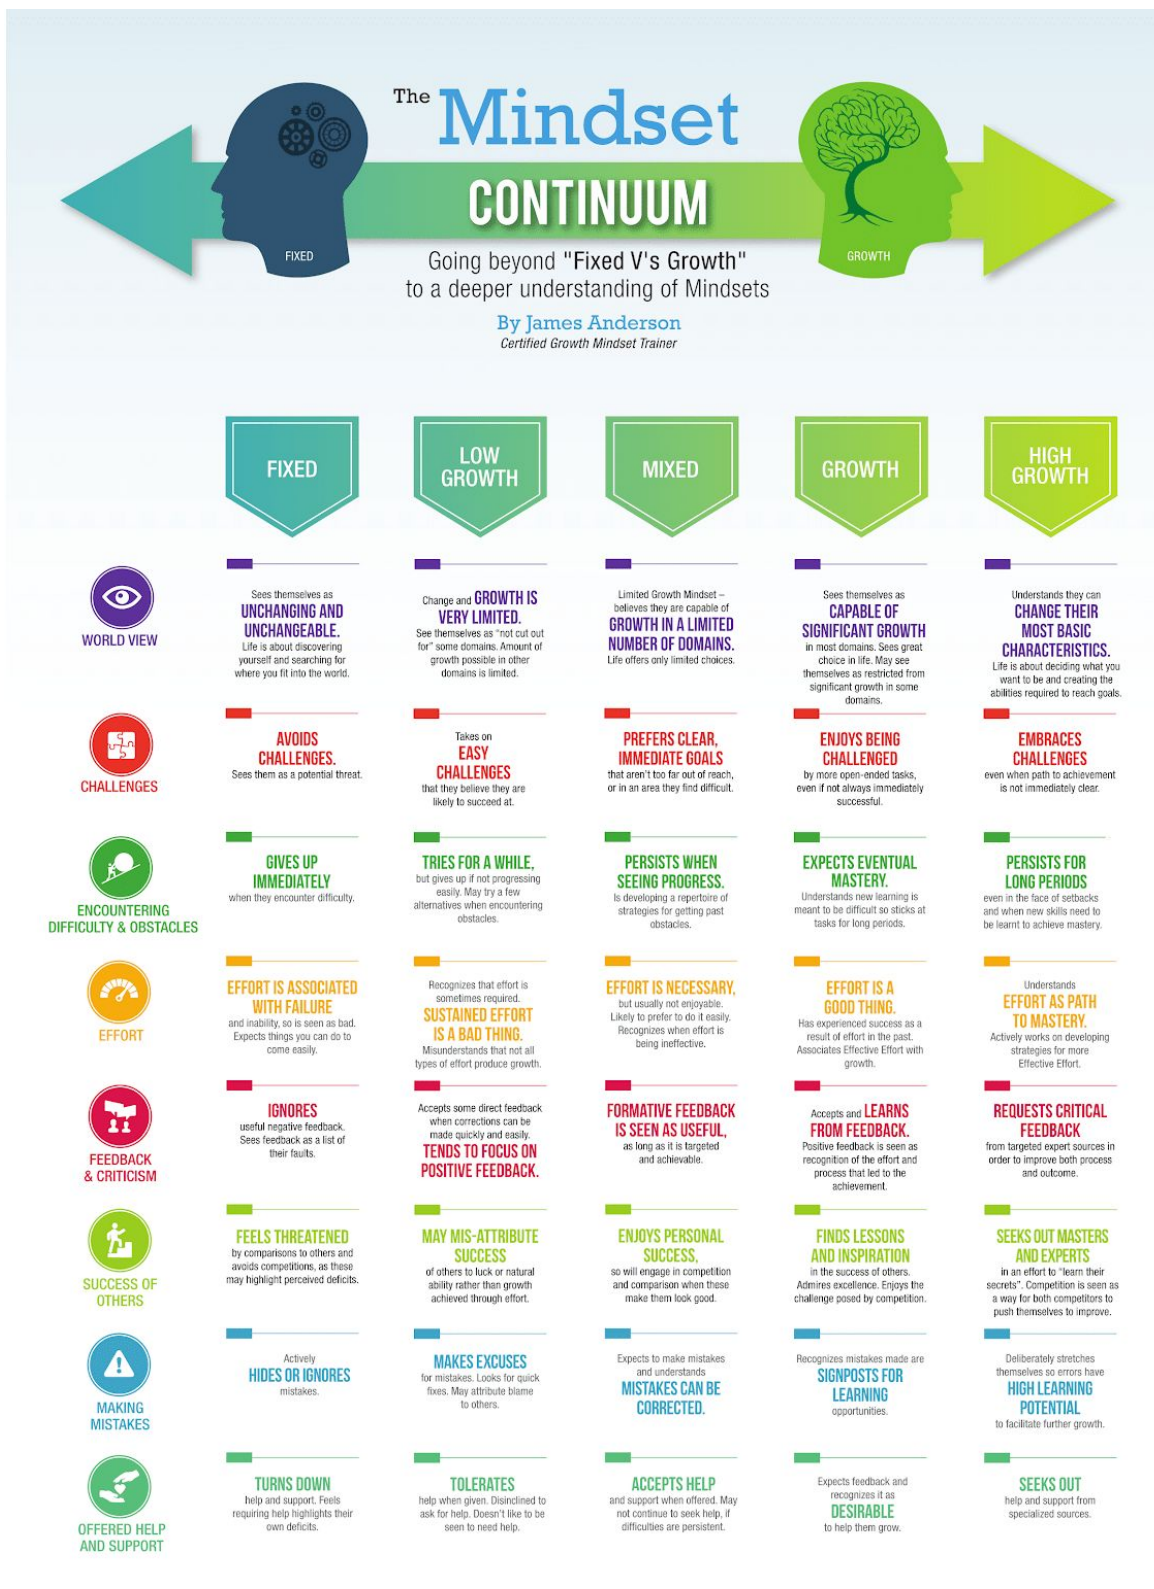 The Mindset
CONTINUUM
FIXED
GROWTH
Going beyond "Fixed V's Growth"
to a deeper understanding of Mindsets
By James Anderson
Certified Growth Mindset Trainer
FIXED
LOW
GROWTH
MIXED
GROWTH
HIGH
GROWTH
WORLD VIEW
Sees themselves as
UNCHANGING AND
UNCHANGEABLE.
Life is about discovering
yourself and searching for
where you fit into the world.
Change and GROWTH IS
VERY LIMITED.
See themselves as "not cut out
for" some domains. Amount of
growth possible in other
domains is limited.
Limited Growth Mindset –
believes they are capable of
GROWTH IN A LIMITED
NUMBER OF DOMAINS.
Life offers only limited choices.
Sees themselves as
CAPABLE OF
SIGNIFICANT GROWTH
in most domains. Sees great
choice in life. May see
themselves as restricted from
significant growth in some
domains.
Understands they can
CHANGE THEIR
MOST BASIC
CHARACTERISTICS.
Life is about deciding what you
want to be and creating the
abilities required to reach goals.
CHALLENGES
AVOIDS
CHALLENGES.
Sees them as a potential threat.
Takes on
EASY
CHALLENGES
that they believe they are
likely to succeed at.
PREFERS CLEAR,
IMMEDIATE GOALS
that aren't too far out of reach,
or in an area they find difficult.
ENJOYS BEING
CHALLENGED
by more open-ended tasks,
even if not always immediately
successful.
EMBRACES
CHALLENGES
even when path to achievement
is not immediately clear.
ENCOUNTERING
DIFFICULTY & OBSTACLES
GIVES UP
IMMEDIATELY
when they encounter difficulty.
TRIES FOR A WHILE,
but gives up if not progressing
easily. May try a few
alternatives when encountering
obstacles.
PERSISTS WHEN
SEEING PROGRESS.
Is developing a repertoire of
strategies for getting past
obstacles.
EXPECTS EVENTUAL
MASTERY.
Understands new learning is
meant to be difficult so sticks at
tasks for long periods.
PERSISTS FOR
LONG PERIODS
even in the face of setbacks
and when new skills need to
be learnt to achieve mastery.
EFFORT
EFFORT IS ASSOCIATED
WITH FAILURE
and inability, so is seen as bad.
Expects things you can do to
come easily.
Recognizes that effort is
sometimes required.
SUSTAINED EFFORT
IS A BAD THING.
Misunderstands that not all
types of effort produce growth.
EFFORT IS NECESSARY,
but usually not enjoyable.
Likely to prefer to do it easily.
Recognizes when effort is
being ineffective.
EFFORT IS A
GOOD THING.
Has experienced success as a
result of effort in the past.
Associates Effective Effort with
growth.
Understands
EFFORT AS PATH
TO MASTERY.
Actively works on developing
strategies for more
Effective Effort.
FEEDBACK
& CRITICISM
IGNORES
useful negative feedback.
Sees feedback as a list of
their faults.
Accepts some direct feedback
when corrections can be
made quickly and easily.
TENDS TO FOCUS ON
POSITIVE FEEDBACK.
FORMATIVE FEEDBACK
IS SEEN AS USEFUL,
as long as it is targeted
and achievable.
Accepts and LEARNS
FROM FEEDBACK.
Positive feedback is seen as
recognition of the effort and
process that led to the
achievement.
REQUESTS CRITICAL
FEEDBACK
from targeted expert sources in
order to improve both process
and outcome.
SUCCESS OF
OTHERS
FEELS THREATENED
by comparisons to others and
avoids competitions, as these
may highlight perceived deficits.
MAY MIS-ATTRIBUTE
SUCCESS
of others to luck or natural
ability rather than growth
achieved through effort.
ENJOYS PERSONAL
SUCCESS,
so will engage in competition
and comparison when these
make them look good.
FINDS LESSONS
AND INSPIRATION
in the success of others.
Admires excellence. Enjoys the
challenge posed by competition.
SEEKS OUT MASTERS
AND EXPERTS
in an effort to "learn their
secrets". Competition is seen as
a way for both competitors to
push themselves to improve.
MAKING
MISTAKES
Actively
HIDES OR IGNORES
mistakes.
MAKES EXCUSES
for mistakes. Looks for quick
fixes. May attribute blame
to others.
Expects to make mistakes
and understands
MISTAKES CAN BE
CORRECTED.
Recognizes mistakes made are
SIGNPOSTS FOR
LEARNING
opportunities.
Deliberately stretches
themselves so errors have
HIGH LEARNING
POTENTIAL
to facilitate further growth.
OFFERED HELP
AND SUPPORT
TURNS DOWN
help and support. Feels
requiring help highlights their
own deficits.
TOLERATES
help when given. Disinclined to
ask for help. Doesn't like to be
seen to need help.
ACCEPTS HELP
and support when offered. May
not continue to seek help, if
difficulties are persistent.
Expects feedback and
recognizes it as
DESIRABLE
to help them grow.
SEEKS OUT
help and support from
specialized sources.